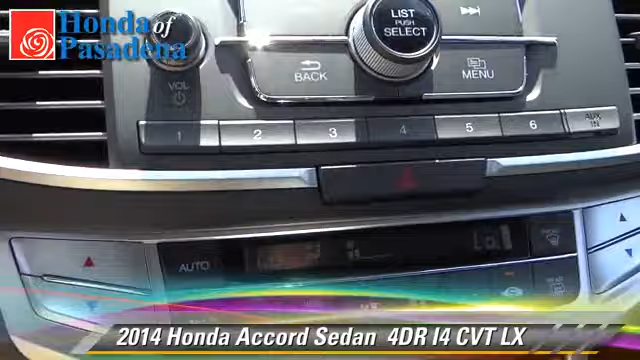 Honda of
Pasadena
LIST
PUSH
SELECT
VOL
BACK
MENU
1 2 3 4 5 6 AUX IN
AUTO
Lo
2014 Honda Accord Sedan 4DR I4 CVT LX